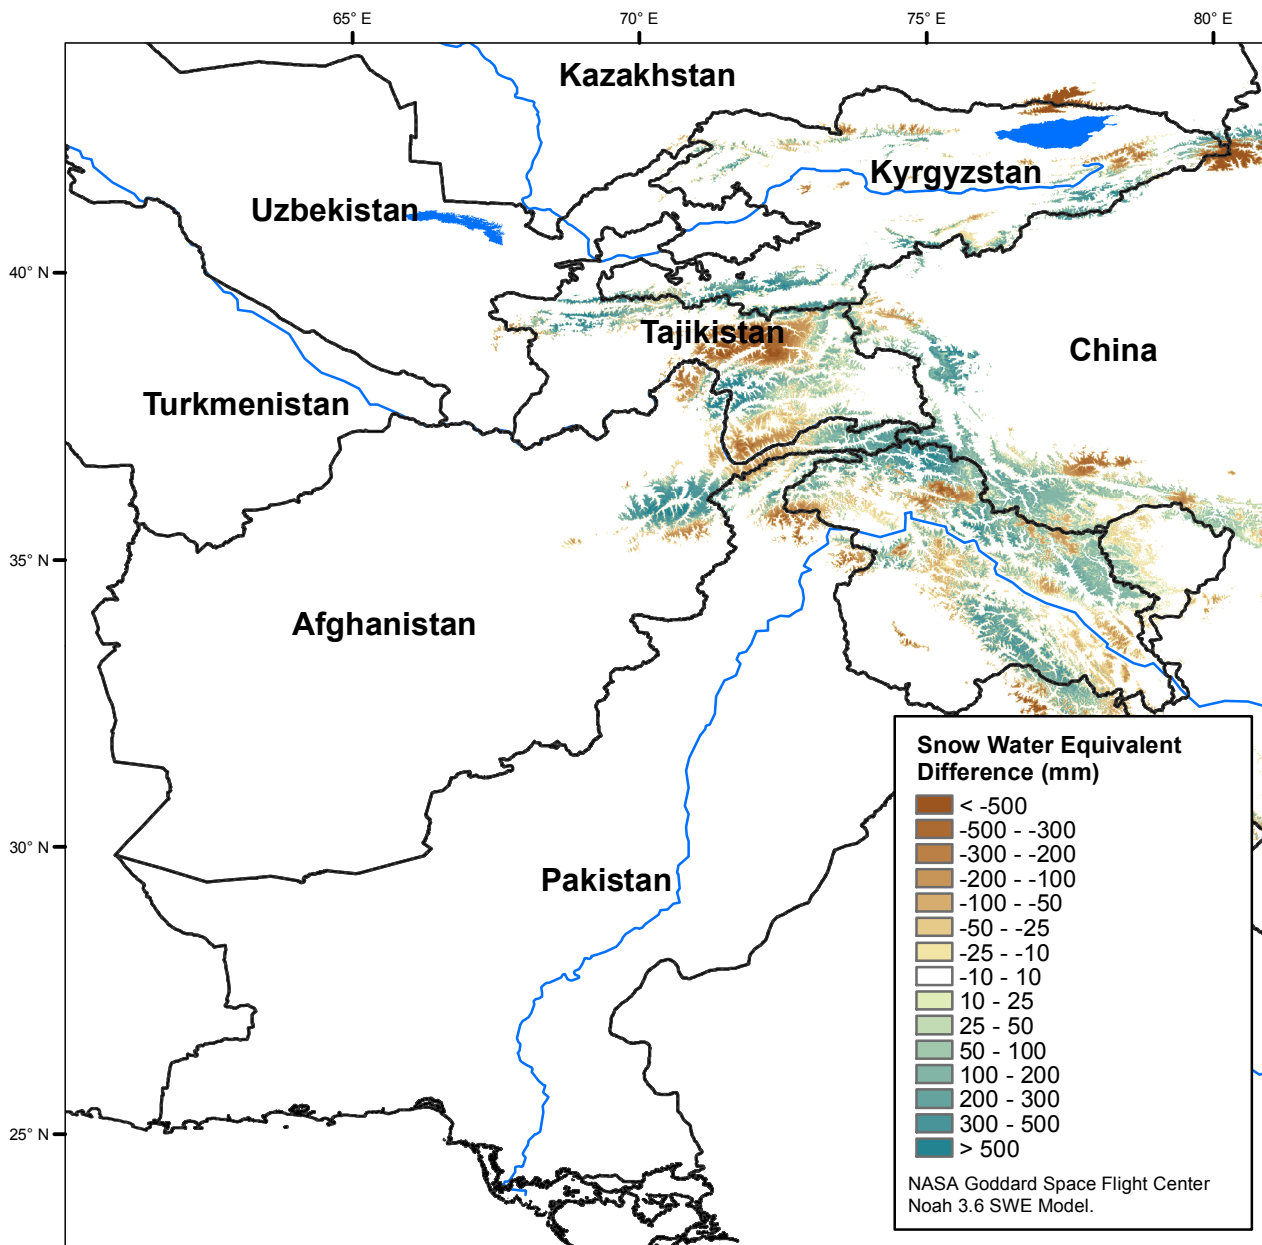 65° E
70° E
75° E
80° E
Kazakhstan
Kyrgyzstan
Uzbekistan
40° N
Tajikistan
China
Turkmenistan
35° N
Afghanistan
30° N
Pakistan
25° N
Snow Water Equivalent
Difference (mm)
< -500
-500 - -300
-300 - -200
-200 - -100
-100 - -50
-50 - -25
-25 - -10
-10 - 10
10 - 25
25 - 50
50 - 100
100 - 200
200 - 300
300 - 500
> 500
NASA Goddard Space Flight Center
Noah 3.6 SWE Model.